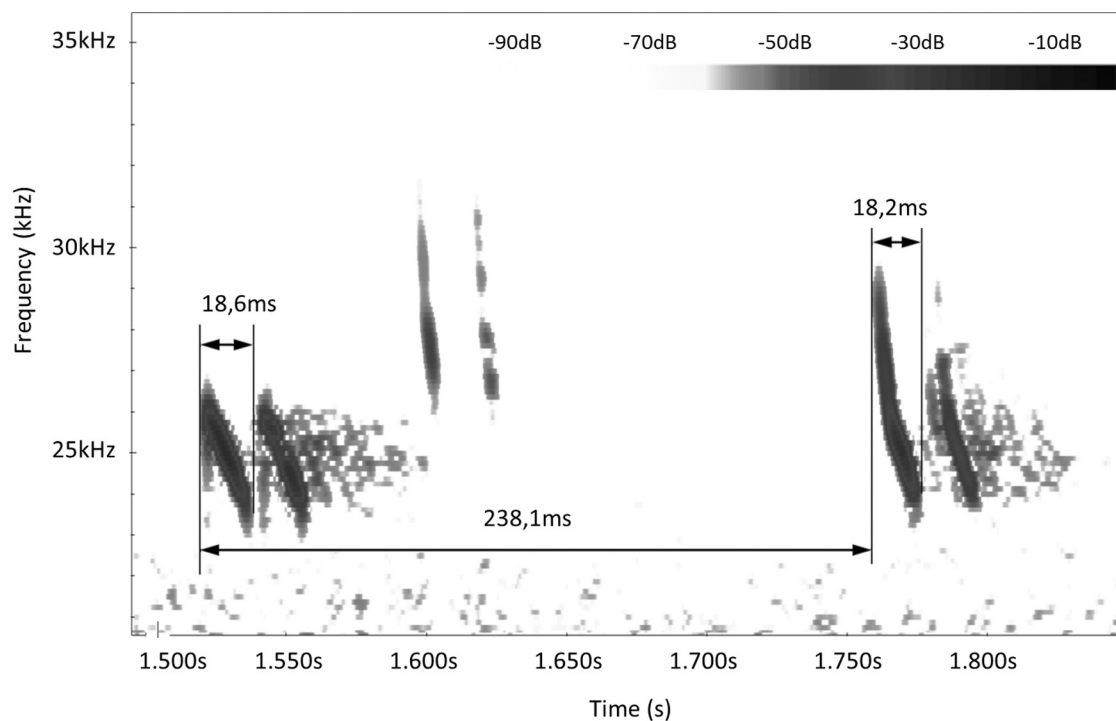 35kHz
-90dB -70dB -50dB -30dB -10dB
18,2ms
30kHz
18,6ms
Frequency (kHz)
25kHz
238,1ms
1.500s 1.550s 1.600s 1.650s 1.700s 1.750s 1.800s
Time (s)